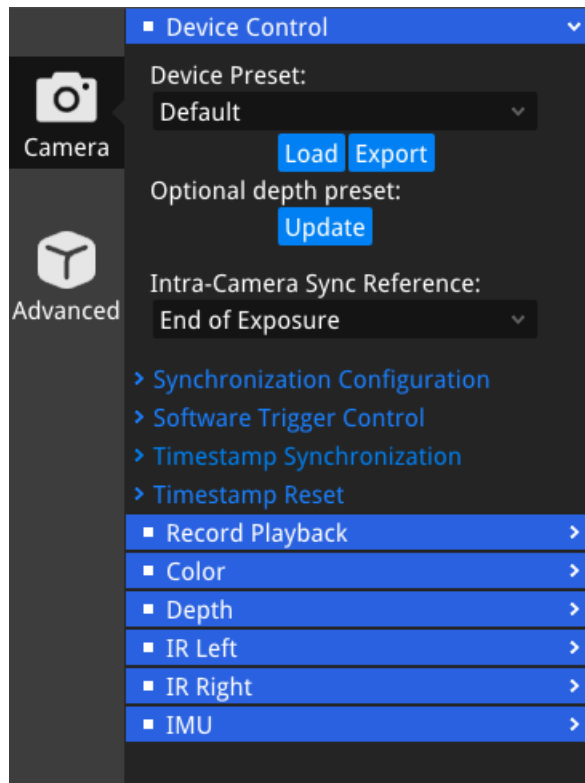 Device Control
Camera
Device Preset:
Default
Load Export
Optional depth preset:
Update
Advanced
Intra-Camera Sync Reference:
End of Exposure
Synchronization Configuration
Software Trigger Control
Timestamp Synchronization
Timestamp Reset
Record Playback
Color
Depth
IR Left
IR Right
IMU